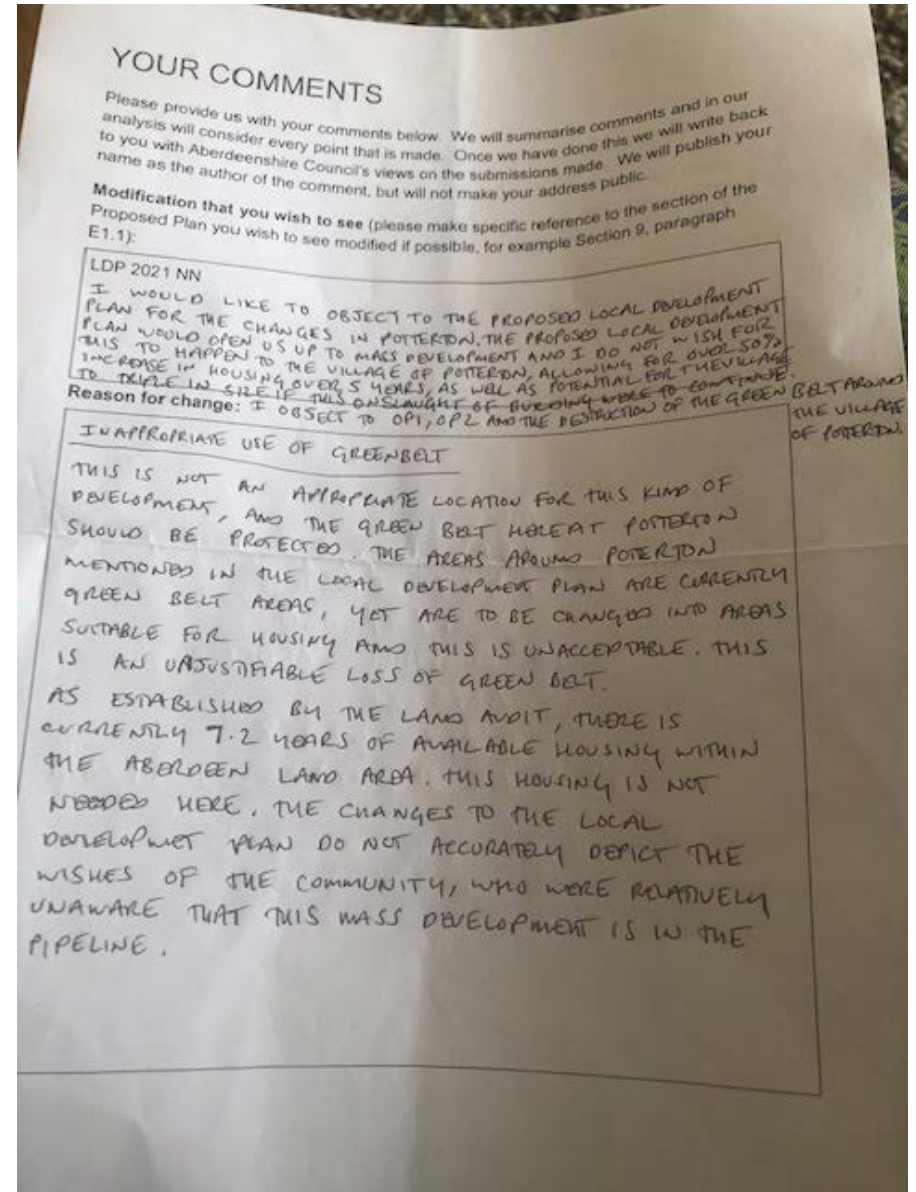 YOUR COMMENTS
Please provide us with your comments below. We will summarise comments and in our
analysis will consider every point that is made. Once we have done this we will write back
to you with Aberdeenshire Council's views on the submissions made. We will publish your
name as the author of the comment, but will not make your address public.
Modification that you wish to see (please make specific reference to the section of the
Proposed Plan you wish to see modified if possible, for example Section 9, paragraph
E1.1):
LDP 2021 NN
I WOULD LIKE TO OBJECT TO THE PROPOSED LOCAL DEVELOPMENT
PLAN FOR THE CHANGES IN POTTERTON. THE PROPOSED LOCAL DEVELOPMENT
PLAN WOULD OPEN US UP TO MASS DEVELOPMENT AND I DO NOT WISH FOR
THIS TO HAPPEN TO THE VILLAGE OF POTTERTON, ALLOWING FOR OVER 50%
INCREASE IN HOUSING OVER 5 YEARS, AS WELL AS POTENTIAL FOR THE VILLAGE
TO TRIPLE IN SIZE IF THIS ONSLAUGHT OF BUILDING WERE TO CONTINUE.
Reason for change: I OBJECT TO OP1, OP2 AND THE DESTRUCTION OF THE GREEN BELT AROUND
THE VILLAGE
OF POTERTON.
INAPPROPRIATE USE OF GREENBELT
THIS IS NOT AN APPROPRIATE LOCATION FOR THIS KIND OF
DEVELOPMENT, AND THE GREEN BELT HERE AT POTTERTON
SHOULD BE PROTECTED. THE AREAS AROUND POTERTON
MENTIONED IN THE LOCAL DEVELOPMENT PLAN ARE CURRENTLY
GREEN BELT AREAS, YET ARE TO BE CHANGED INTO AREAS
SUITABLE FOR HOUSING AND THIS IS UNACCEPTABLE. THIS
IS AN UNJUSTIFIABLE LOSS OF GREEN BELT.
AS ESTABLISHED BY THE LAND AUDIT, THERE IS
CURRENTLY 7.2 YEARS OF AVAILABLE HOUSING WITHIN
THE ABERDEEN LAND AREA. THIS HOUSING IS NOT
NEEDED HERE. THE CHANGES TO THE LOCAL
DEVELOPMET PLAN DO NOT ACCURATELY DEPICT THE
WISHES OF THE COMMUNITY, WHO WERE RELATIVELY
UNAWARE THAT THIS MASS DEVELOPMENT IS IN THE
PIPELINE.